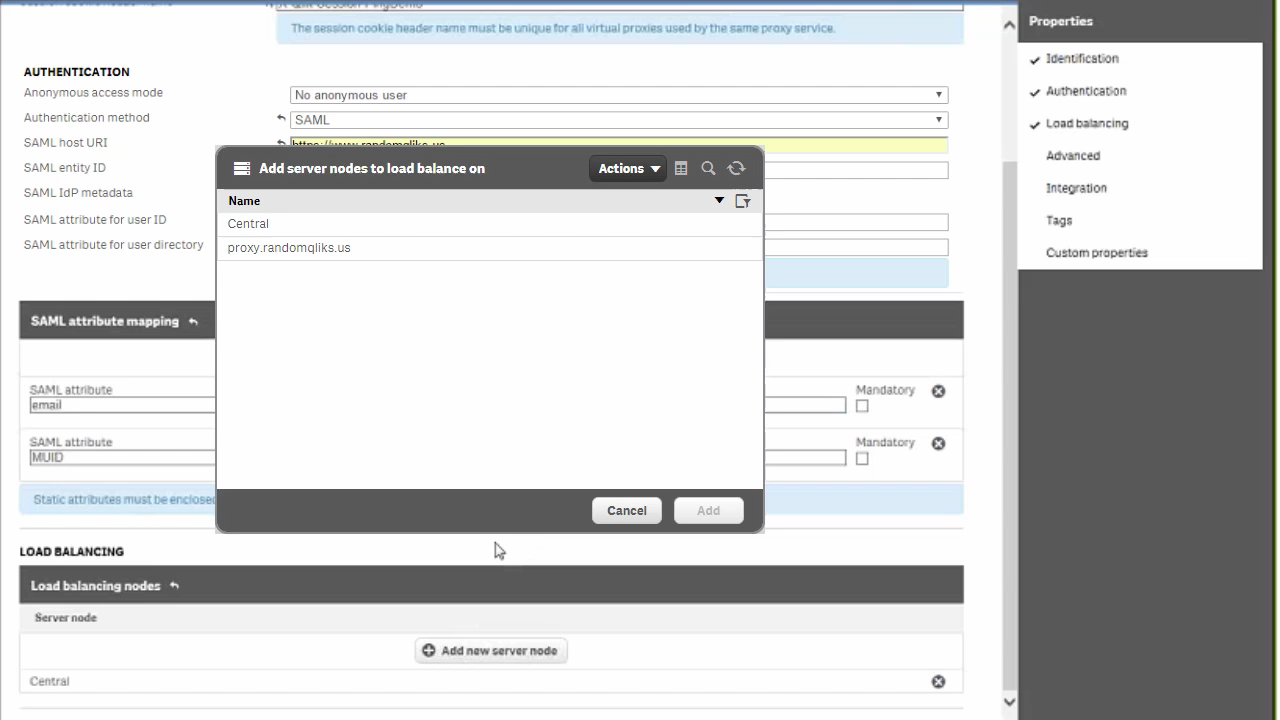 The session cookie header name must be unique for all virtual proxies used by the same proxy service.
AUTHENTICATION
Anonymous access mode
No anonymous user
Authentication method
SAML
SAML host URI
https://www.randomqliks.us
SAML entity ID
SAML IdP metadata
SAML attribute for user ID
SAML attribute for user directory
SAML attribute mapping
SAML attribute
Mandatory
email
SAML attribute
Mandatory
MUID
Static attributes must be enclosed
Add server nodes to load balance on
Actions
Name
Central
proxy.randomqliks.us
Cancel
Add
LOAD BALANCING
Load balancing nodes
Server node
Add new server node
Central
Properties
Identification
Authentication
Load balancing
Advanced
Integration
Tags
Custom properties